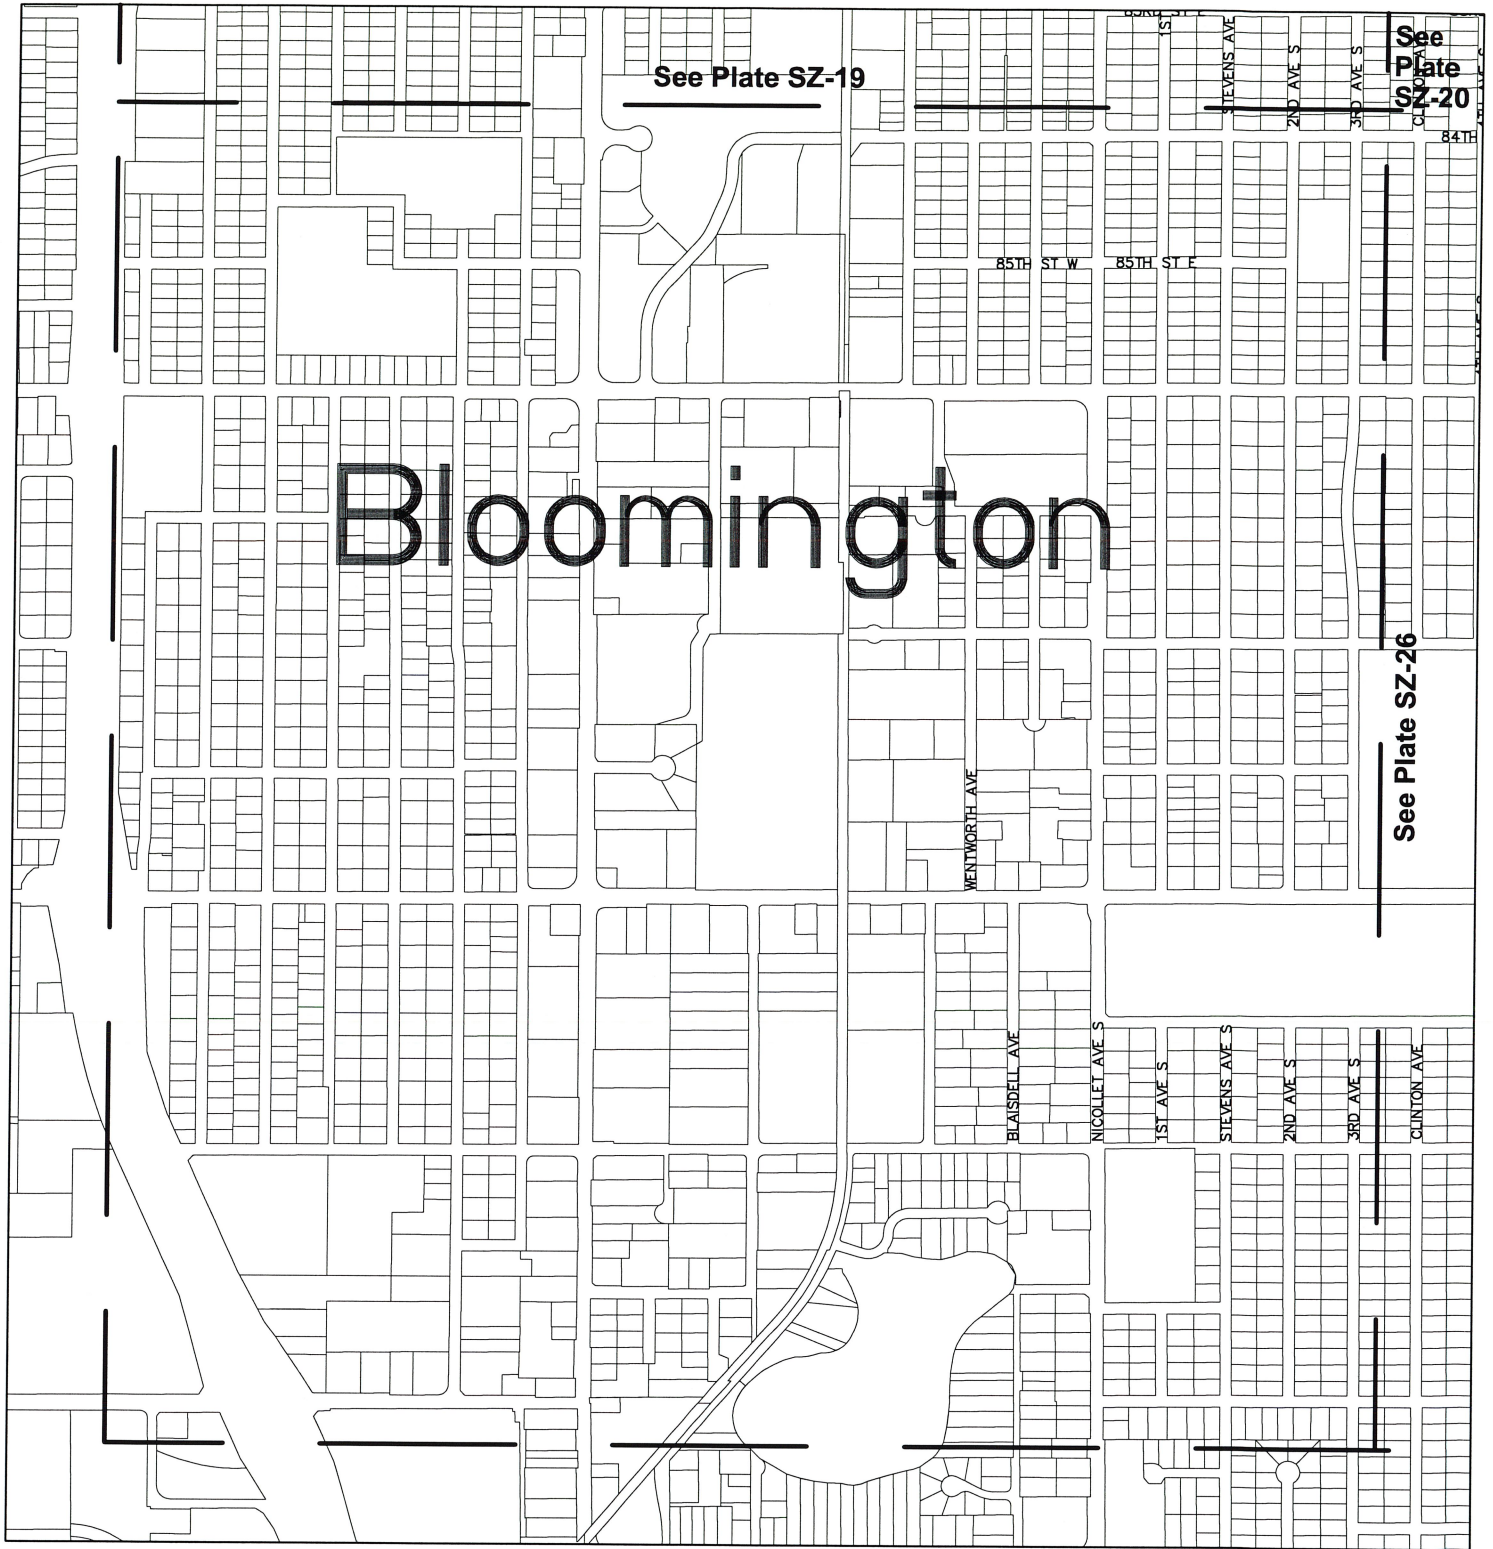 83RD ST E
1ST
STEVENS AVE
2ND AVE S
3RD AVE S
See
Plate
SZ-20
See Plate SZ-19
84TH
85TH ST W
85TH ST E
Bloomington
See Plate SZ-26
WENTWORTH AVE
BLAISDELL AVE
NICOLLET AVE S
1ST AVE S
STEVENS AVE S
2ND AVE S
3RD AVE S
CLINTON AVE